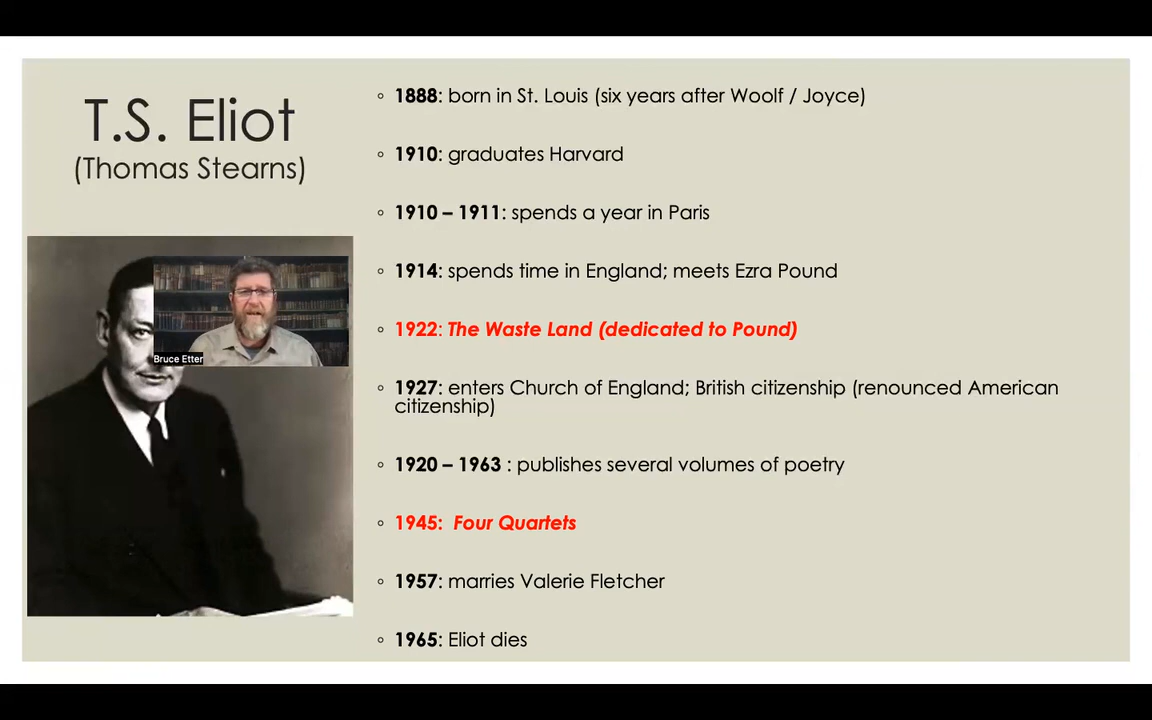 T.S. Eliot
(Thomas Stearns)
Bruce Etter
1888: born in St. Louis (six years after Woolf / Joyce)
1910: graduates Harvard
1910 – 1911: spends a year in Paris
1914: spends time in England; meets Ezra Pound
1922: The Waste Land (dedicated to Pound)
1927: enters Church of England; British citizenship (renounced American
citizenship)
1920 – 1963 : publishes several volumes of poetry
1945: Four Quartets
1957: marries Valerie Fletcher
1965: Eliot dies